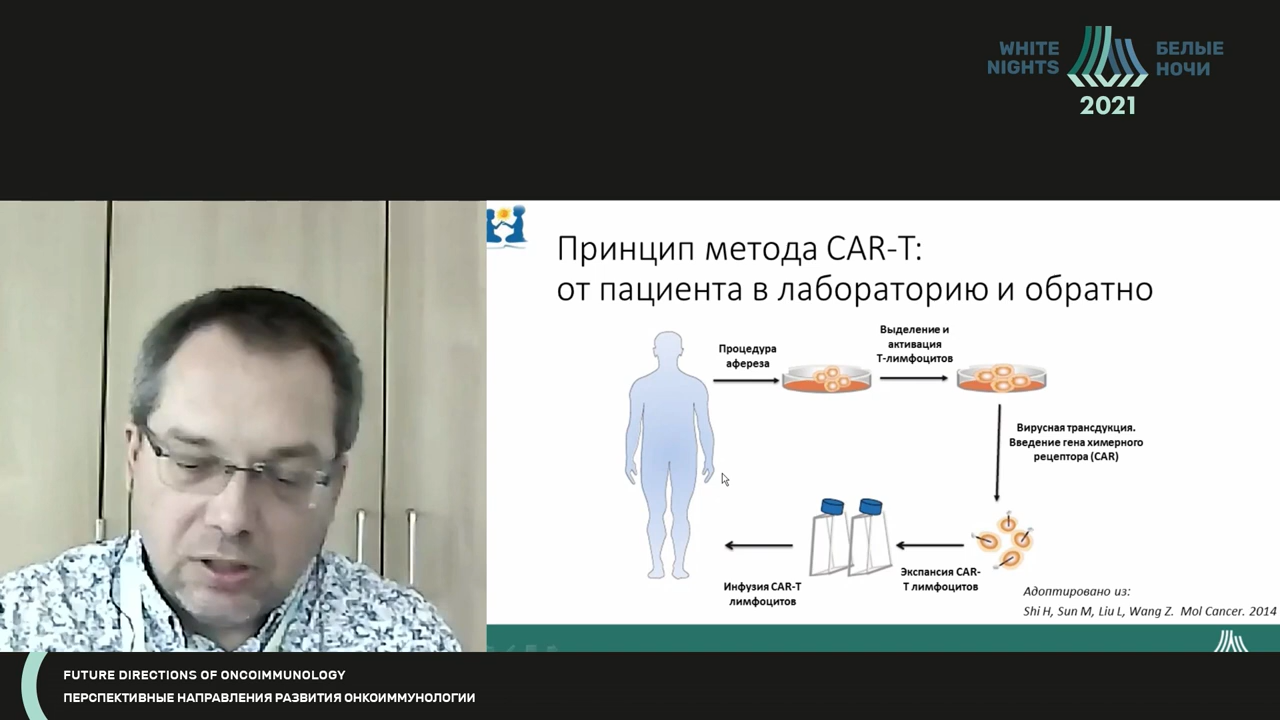 WHITE
NIGHTS
БЕЛЫЕ
НОЧИ
2021
Принцип метода CAR-T:
от пациента в лабораторию и обратно
Процедура
афереза
Выделение и
активация
Т-лимфоцитов
Вирусная трансдукция.
Введение гена химерного
рецептора (CAR)
Экспансия CAR-
Т лимфоцитов
Инфузия CAR-T
лимфоцитов
Адоптировано из:
Shi H, Sun M, Liu L, Wang Z. Mol Cancer. 2014
FUTURE DIRECTIONS OF ONCOIMMUNOLOGY
ПЕРСПЕКТИВНЫЕ НАПРАВЛЕНИЯ РАЗВИТИЯ ОНКОИММУНОЛОГИИ